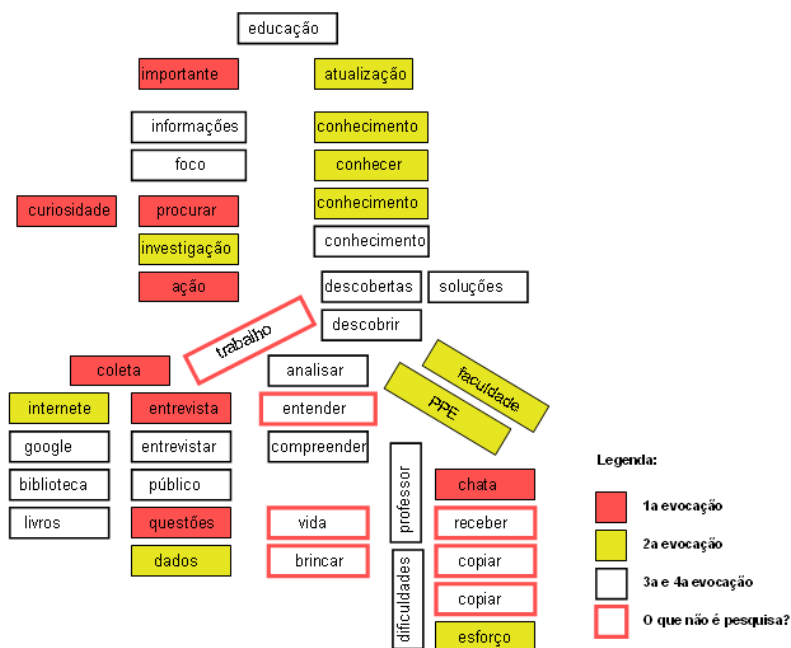 educação
importante
atualização
informações
conhecimento
foco
conhecer
curiosidade
procurar
conhecimento
investigação
conhecimento
ação
descobertas
soluções
trabalho
descobrir
coleta
analisar
faculdade
PPE
internete
entrevista
entender
google
entrevistar
compreender
biblioteca
público
professor
chata
livros
questões
vida
receber
dados
brincar
dificuldades
copiar
copiar
esforço
Legenda:
1a evocação
2a evocação
3a e 4a evocação
O que não é pesquisa?